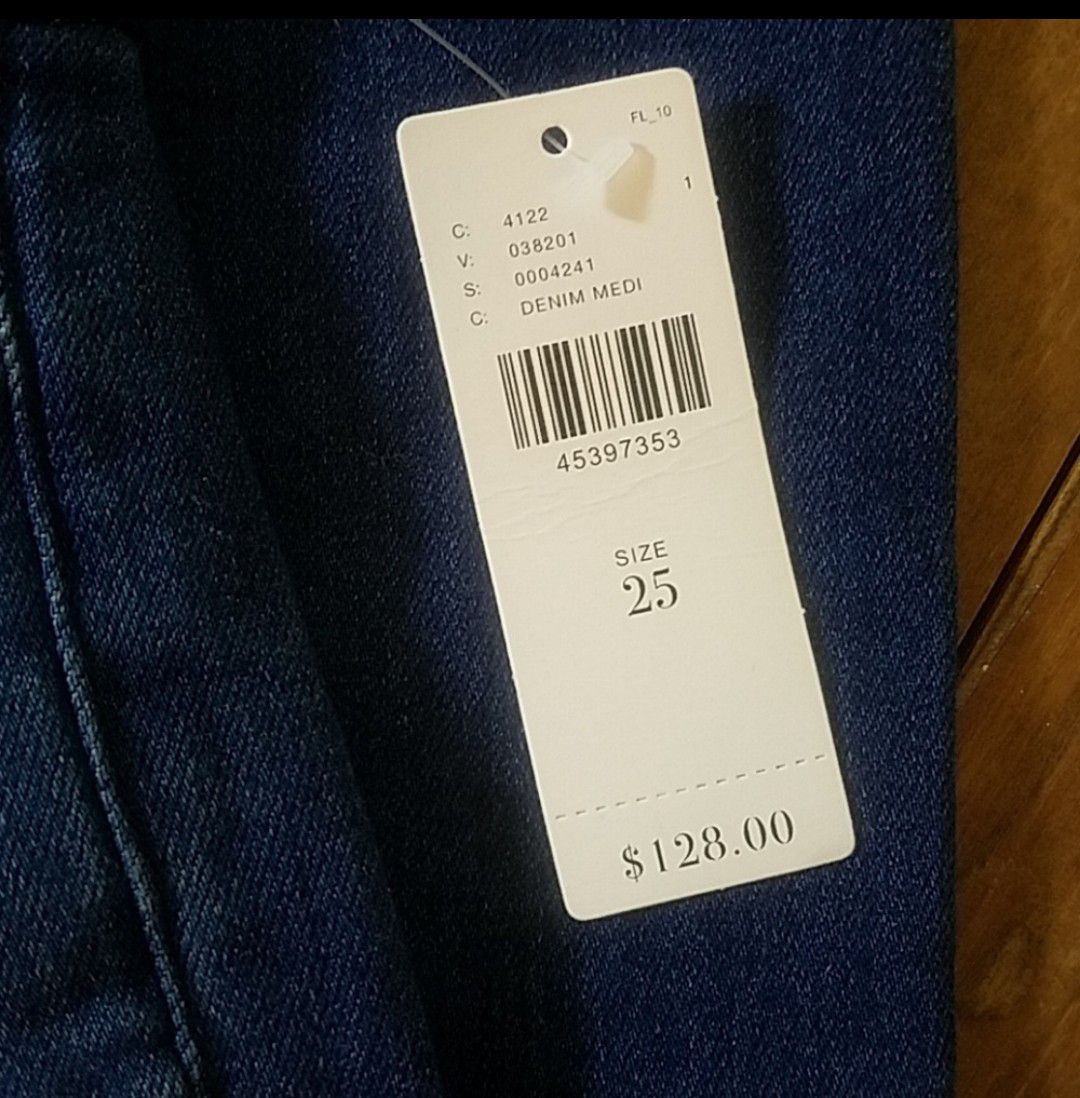 FL_10
1
C: 4122
V: 038201
S: 0004241
C: DENIM MEDI
45397353
SIZE
25
$128.00